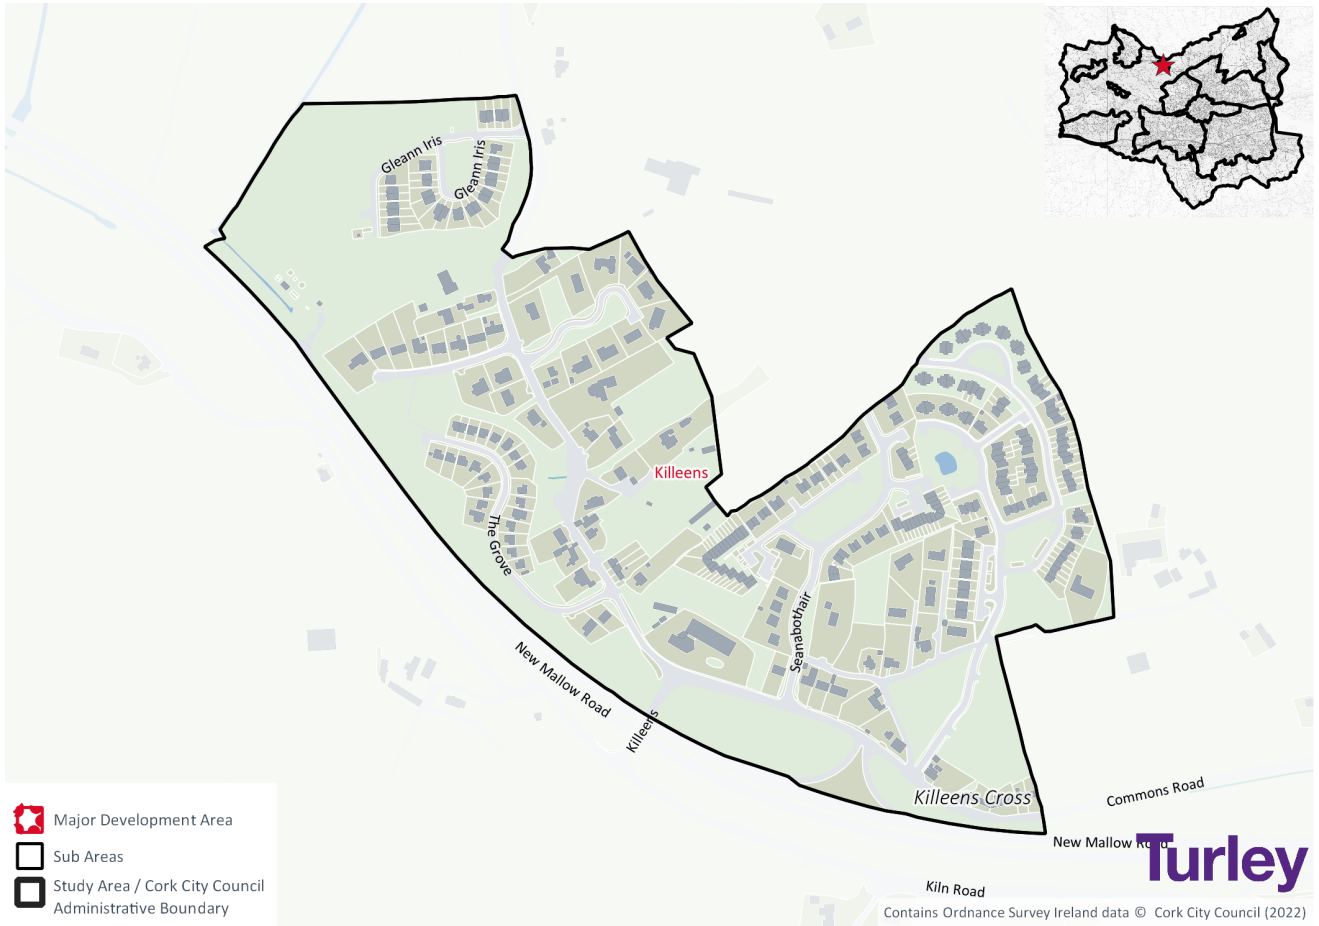 Gleann Iris
Gleann Iris
Killeens
The Grove
Seanabothair
New Mallow Road
Killeens
Killeens Cross
Commons Road
New Mallow Road
Kiln Road
Major Development Area
Sub Areas
Study Area / Cork City Council
Administrative Boundary
Turley
Contains Ordnance Survey Ireland data © Cork City Council (2022)